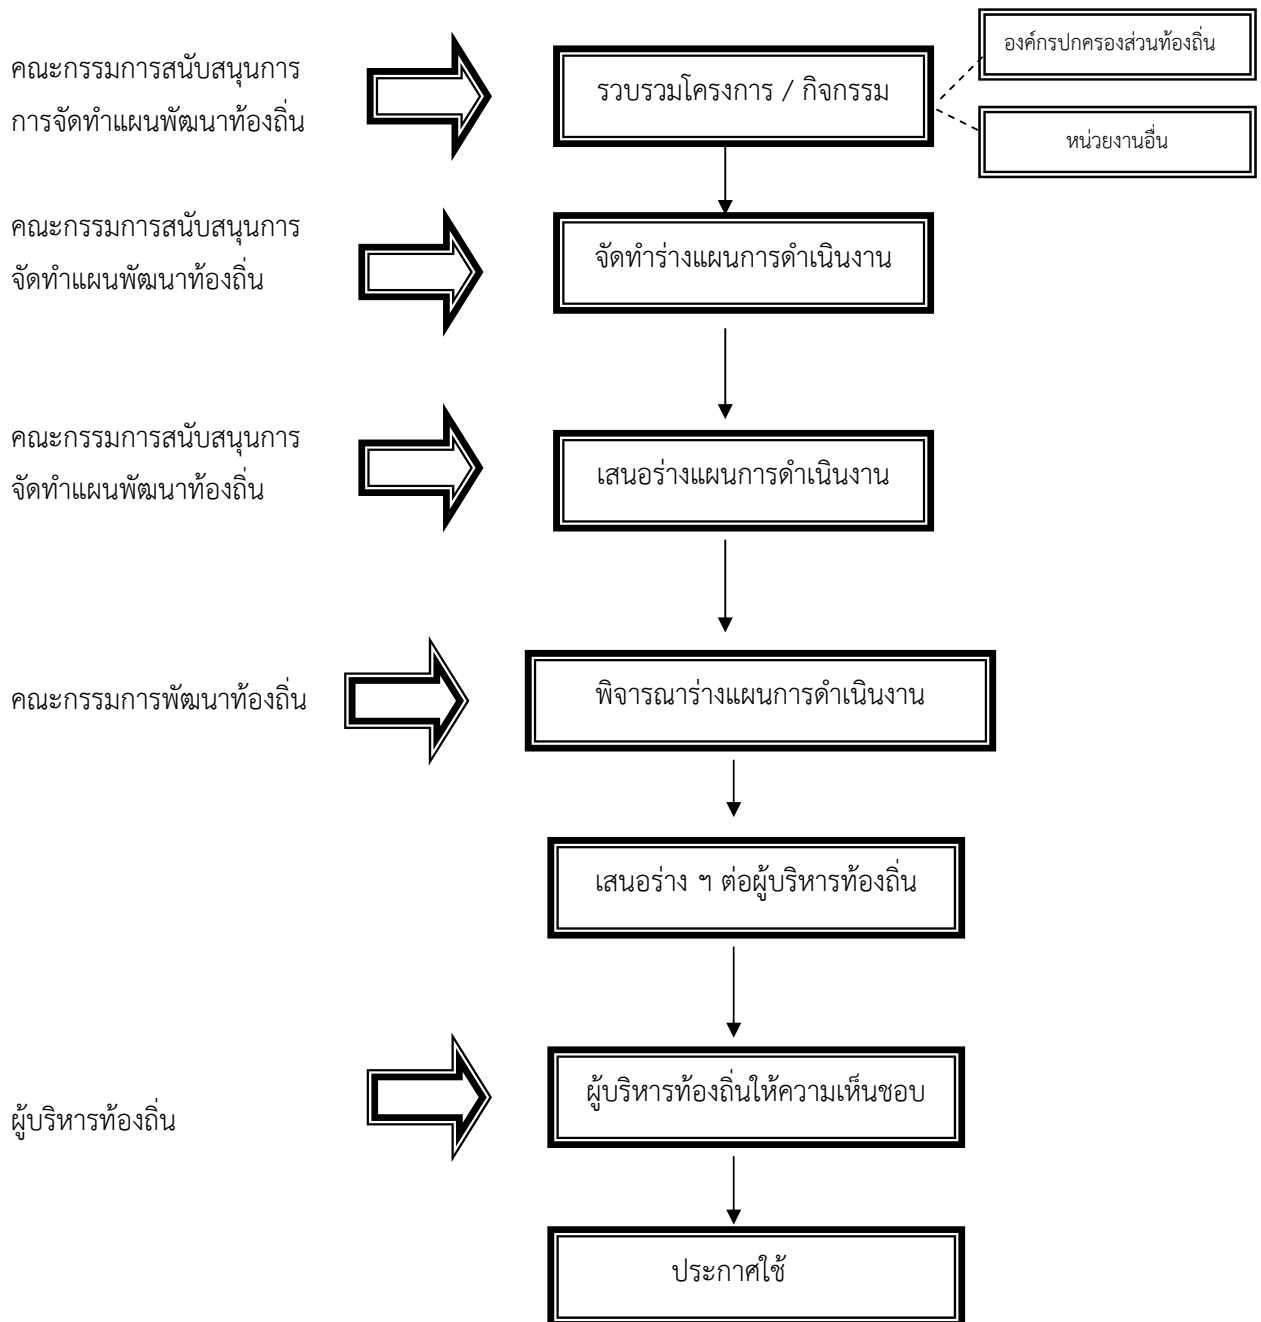 องค์กรปกครองส่วนท้องถิ่น
คณะกรรมการสนับสนุนการ
การจัดทำแผนพัฒนาท้องถิ่น
รวบรวมโครงการ / กิจกรรม
หน่วยงานอื่น
คณะกรรมการสนับสนุนการ
จัดทำแผนพัฒนาท้องถิ่น
จัดทำร่างแผนการดำเนินงาน
คณะกรรมการสนับสนุนการ
จัดทำแผนพัฒนาท้องถิ่น
เสนอร่างแผนการดำเนินงาน
คณะกรรมการพัฒนาท้องถิ่น
พิจารณาร่างแผนการดำเนินงาน
เสนอร่าง ฯ ต่อผู้บริหารท้องถิ่น
ผู้บริหารท้องถิ่น
ผู้บริหารท้องถิ่นให้ความเห็นชอบ
ประกาศใช้